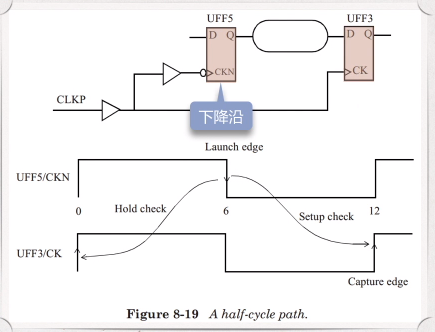 UFF5
UFF3
D Q
D Q
CKN
CK
CLKP
下降沿
Launch edge
UFF5/CKN
0
6
12
Hold check
Setup check
UFF3/CK
Capture edge
Figure 8-19 A half-cycle path.